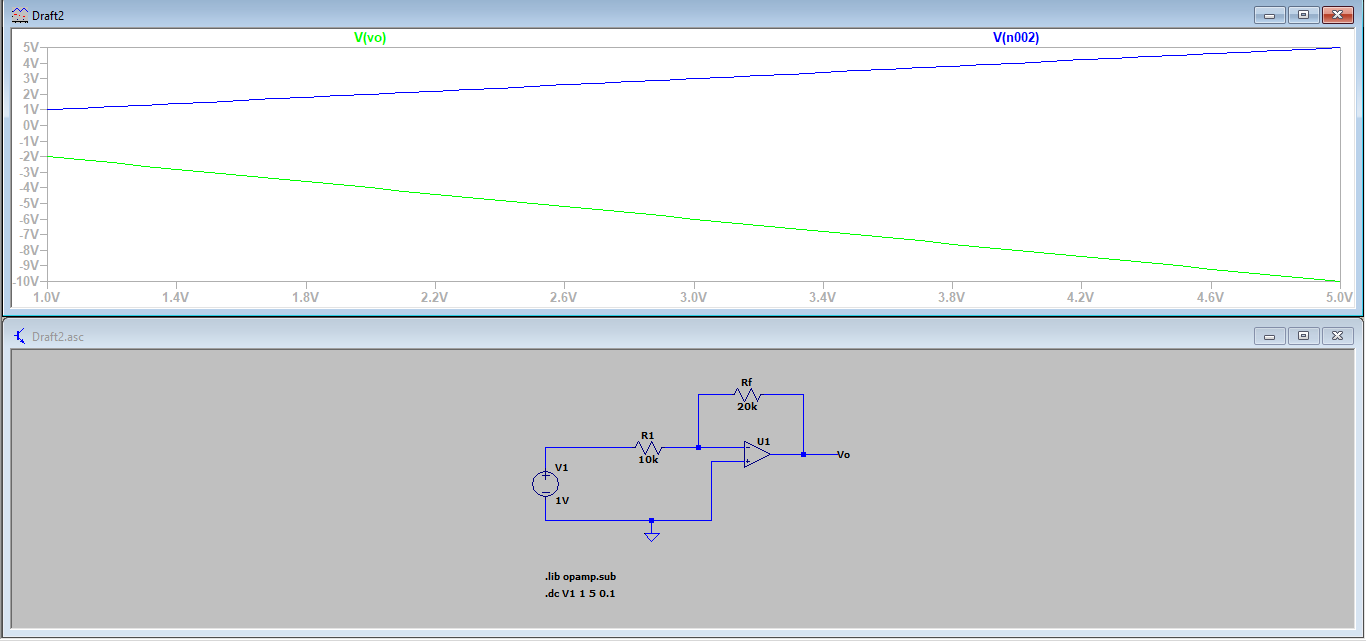 Draft2
V(vo) V(n002)
5V
4V
3V
2V
1V
0V
-1V
-2V
-3V
-4V
-5V
-6V
-7V
-8V
-9V
-10V
1.0V 1.4V 1.8V 2.2V 2.6V 3.0V 3.4V 3.8V 4.2V 4.6V 5.0V
Draft2.asc
Rf
20k
R1
10k
U1
Vo
V1
1V
.lib opamp.sub
.dc V1 1 5 0.1